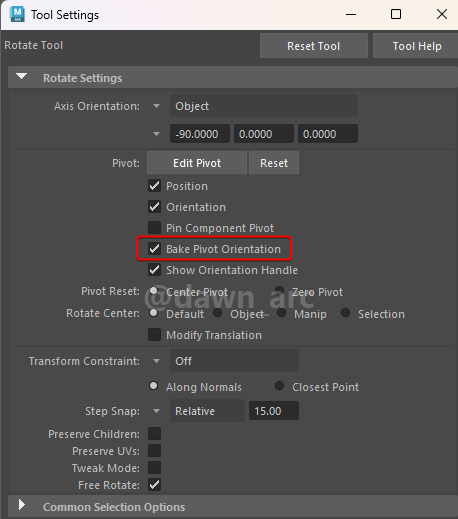 M
Tool Settings
Rotate Tool
Reset Tool
Tool Help
Rotate Settings
Axis Orientation: Object
-90.0000 0.0000 0.0000
Pivot: Edit Pivot Reset
Position
Orientation
Pin Component Pivot
Bake Pivot Orientation
Show Orientation Handle
Pivot Reset: Center Pivot Zero Pivot
@dawn_arc
Rotate Center: Default Object Manip Selection
Modify Translation
Transform Constraint: Off
Along Normals Closest Point
Step Snap: Relative 15.00
Preserve Children:
Preserve UVs:
Tweak Mode:
Free Rotate:
Common Selection Options